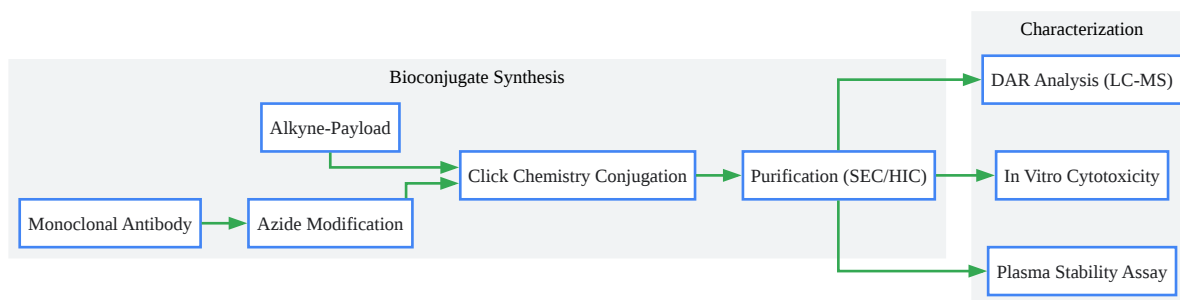 Characterization
Bioconjugate Synthesis
DAR Analysis (LC-MS)
Alkyne-Payload
Click Chemistry Conjugation
Purification (SEC/HIC)
In Vitro Cytotoxicity
Monoclonal Antibody
Azide Modification
Plasma Stability Assay